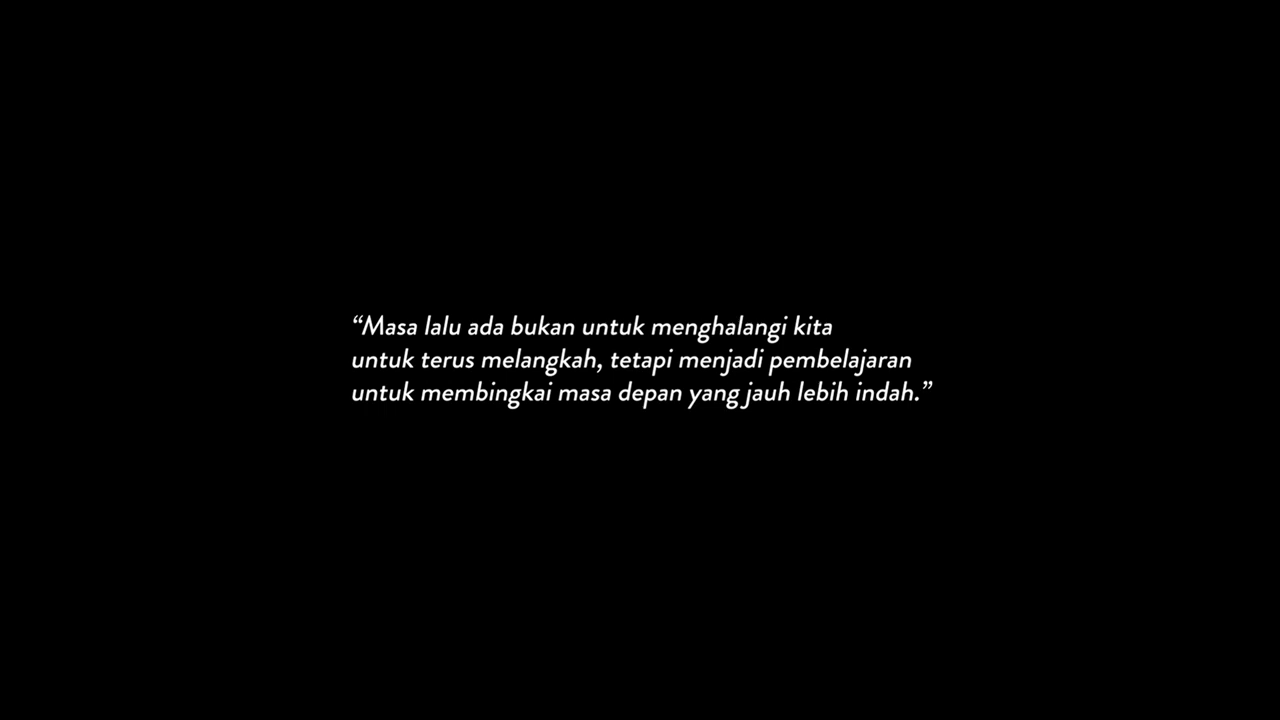 “Masa lalu ada bukan untuk menghalangi kita
untuk terus melangkah, tetapi menjadi pembelajaran
untuk membingkai masa depan yang jauh lebih indah.”